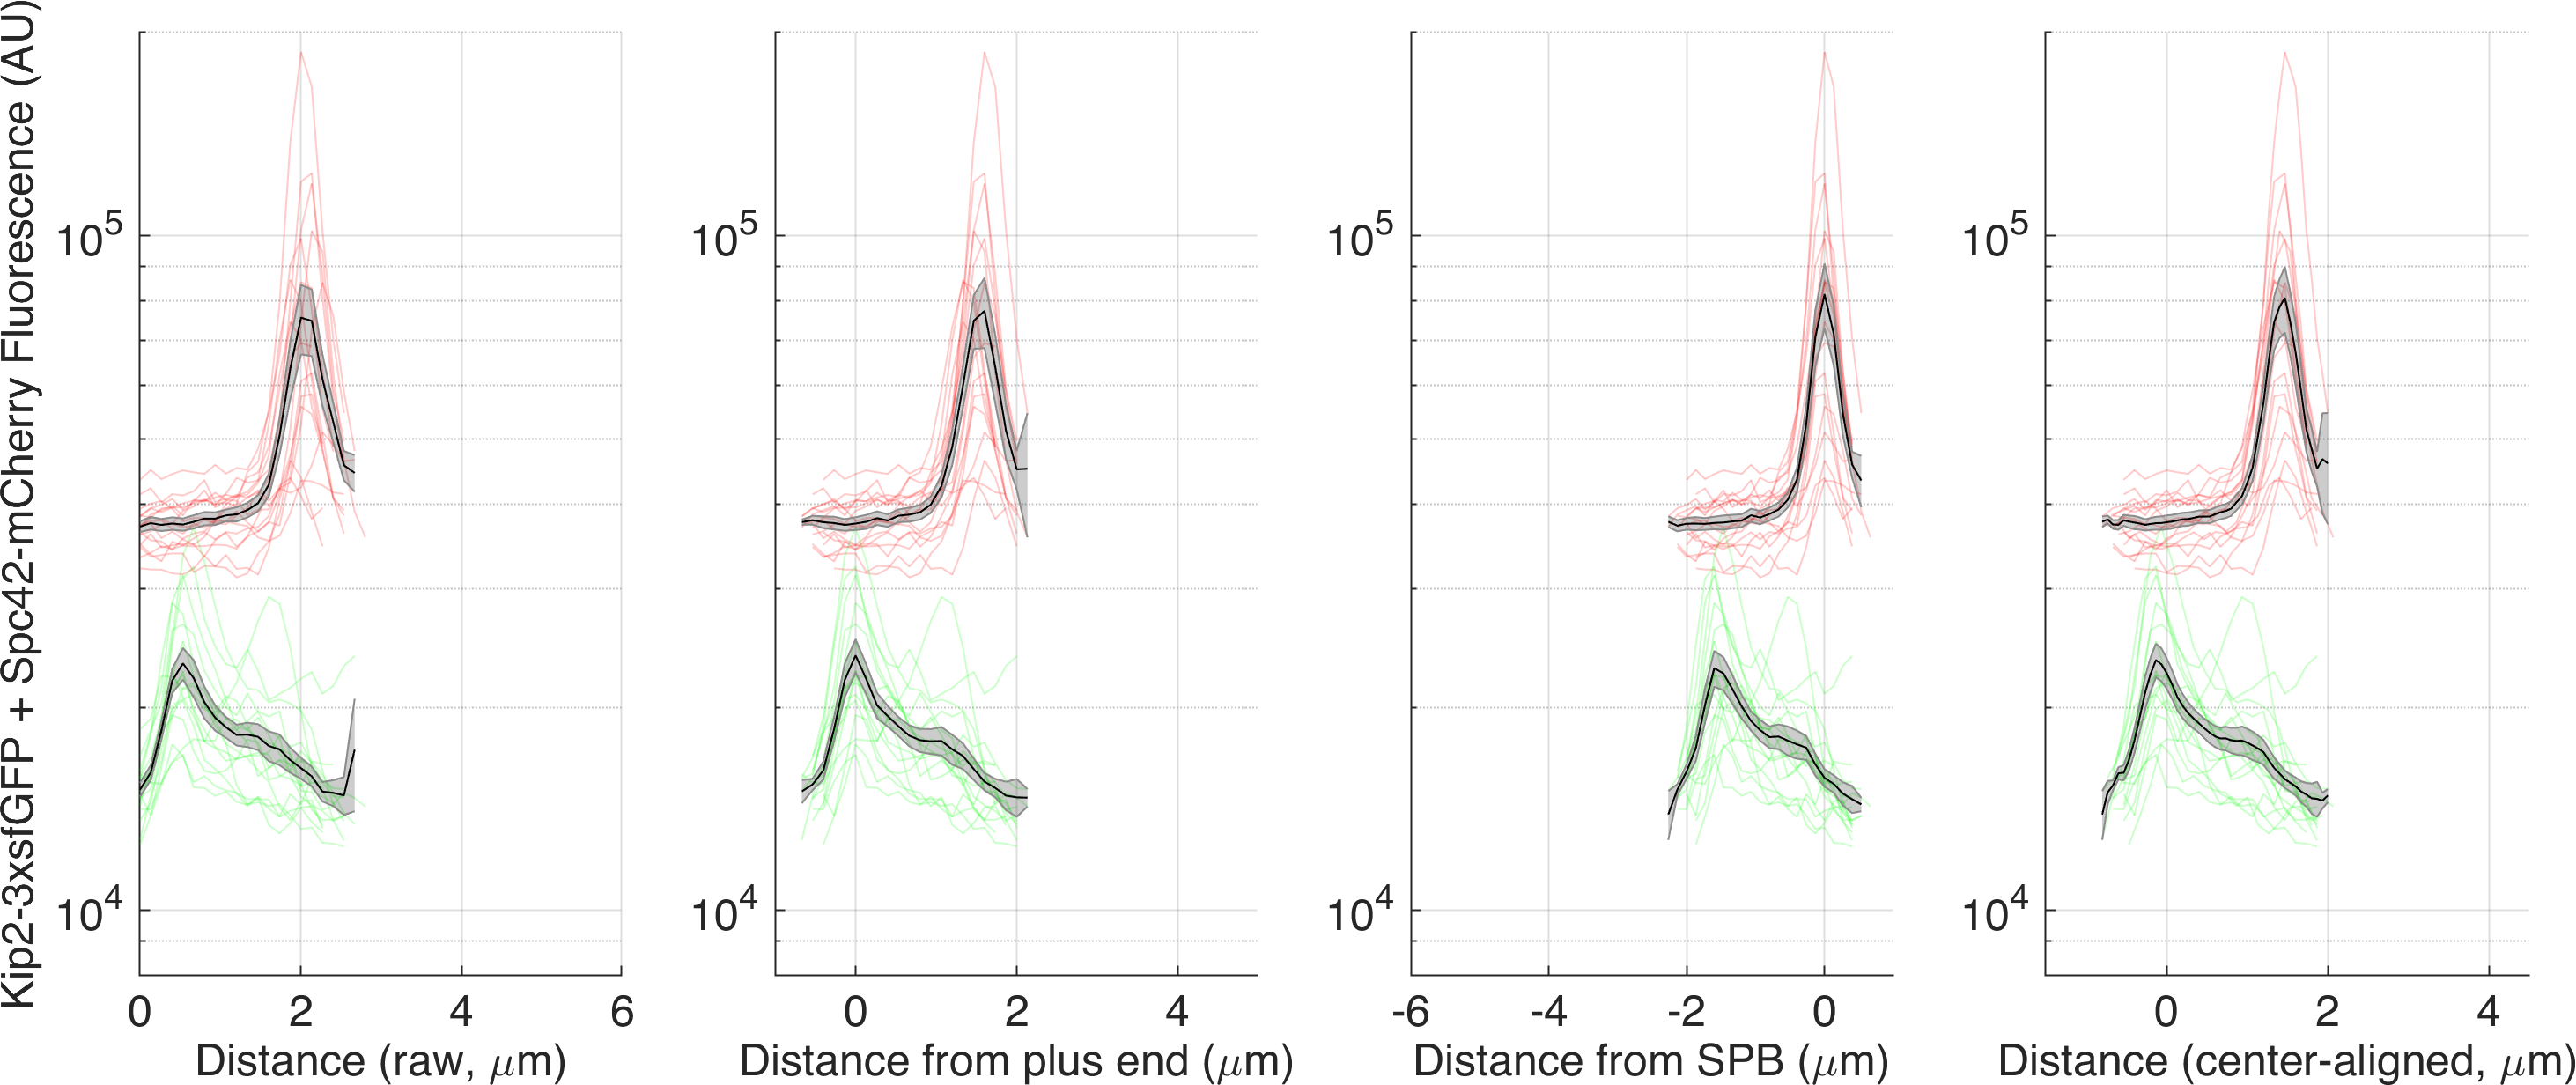 Kip2-3xsfGFP + Spc42-mCherry Fluorescence (AU)
10^5
10^4
0 2 4 6
Distance (raw, μm)
10^5
10^4
0 2 4
Distance from plus end (μm)
10^5
10^4
-6 -4 -2 0
Distance from SPB (μm)
10^5
10^4
0 2 4
Distance (center-aligned, μm)